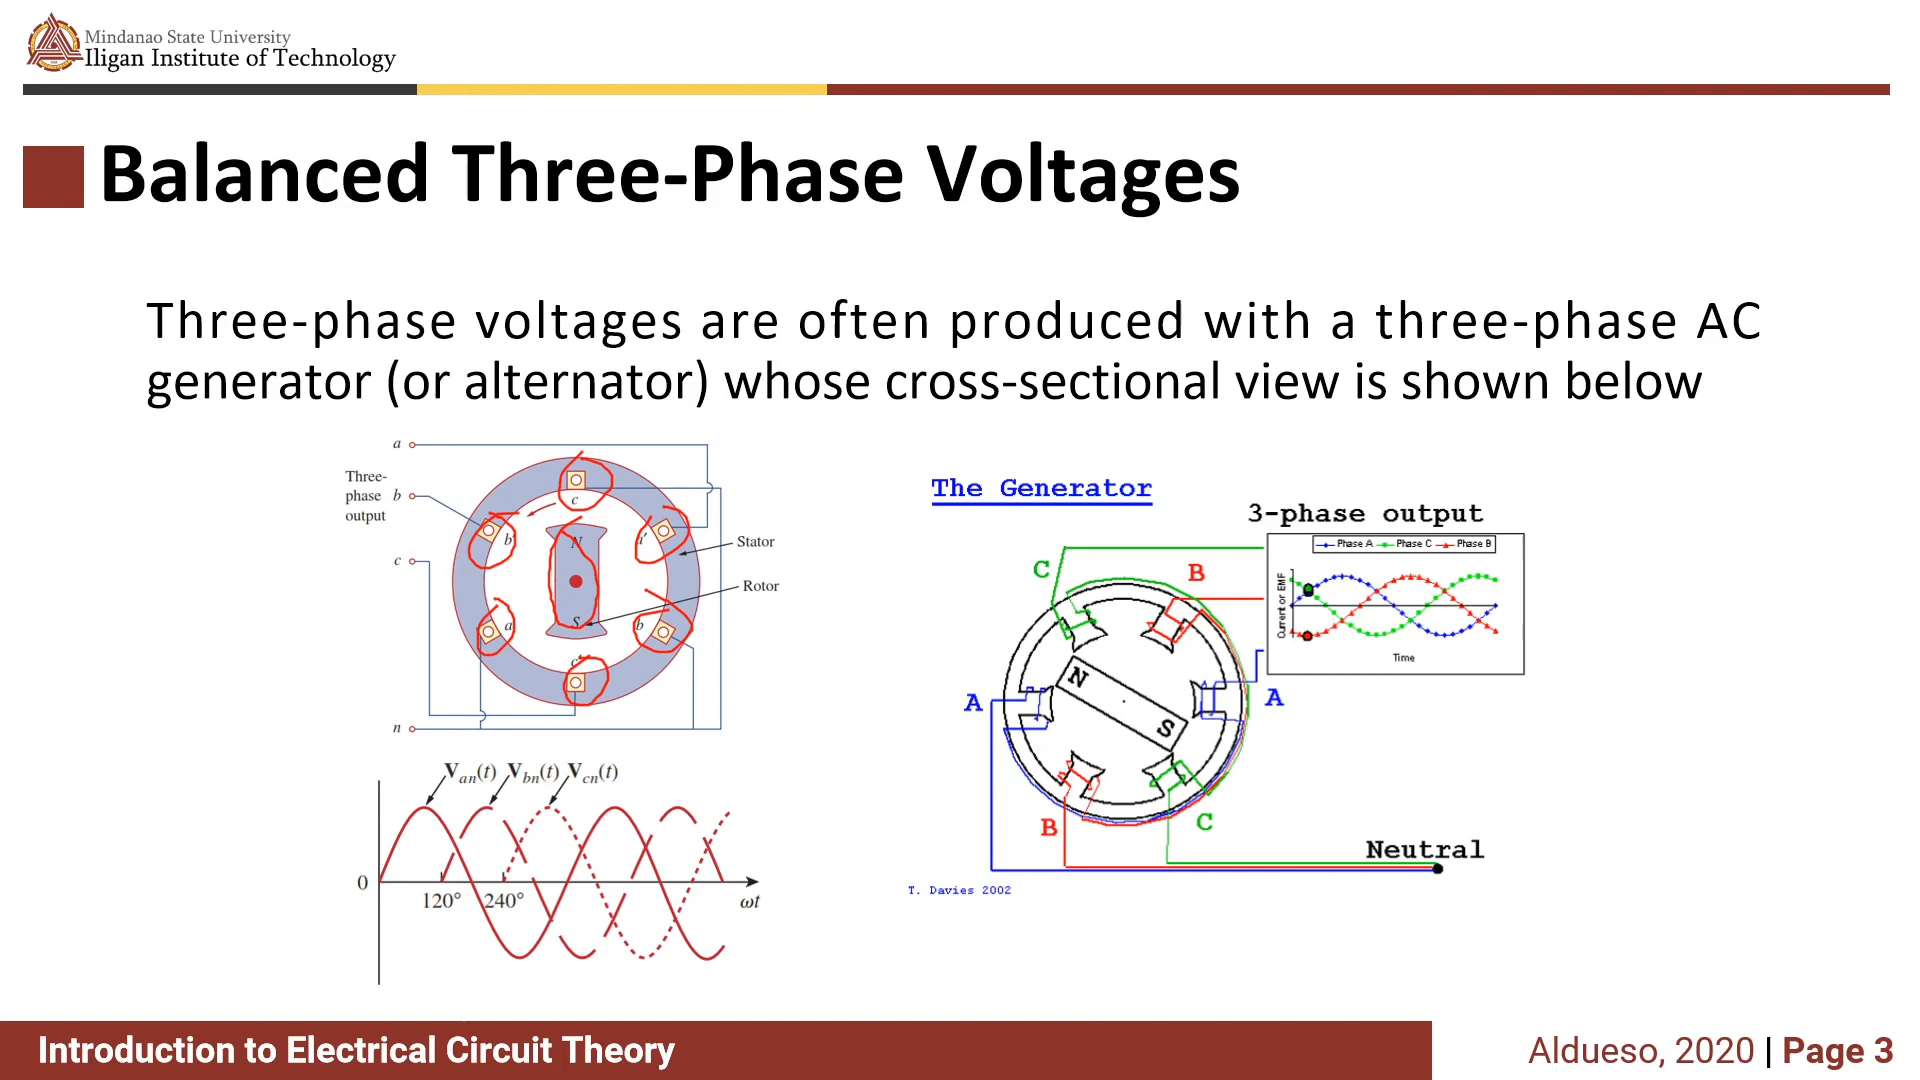 Mindanao State University
Iligan Institute of Technology
Balanced Three-Phase Voltages
Three-phase voltages are often produced with a three-phase AC
generator (or alternator) whose cross-sectional view is shown below
a
Three-
phase
output
b
c
n
c
b′
a′
N
S
a
b
c′
Stator
Rotor
Van(t) Vbn(t) Vcn(t)
0
120° 240°
ωt
The Generator
3-phase output
Phase A Phase C Phase B
Current or EMF
Time
C
B
A
A
N
S
B
C
Neutral
T. Davies 2002
Introduction to Electrical Circuit Theory
Aldueso, 2020 | Page 3